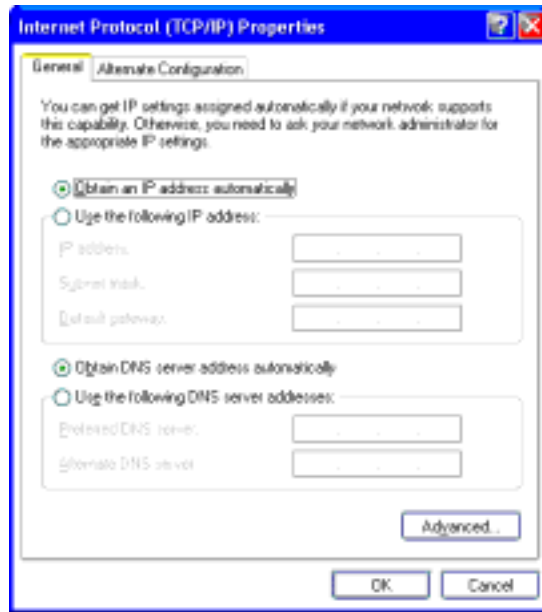 Internet Protocol (TCP/IP) Properties
General
Alternate Configuration
You can get IP settings assigned automatically if your network supports
this capability. Otherwise, you need to ask your network administrator for
the appropriate IP settings.
Obtain an IP address automatically
Use the following IP address:
IP address:
Subnet mask:
Default gateway:
Obtain DNS server address automatically
Use the following DNS server addresses:
Preferred DNS server:
Alternate DNS server:
Advanced...
OK
Cancel